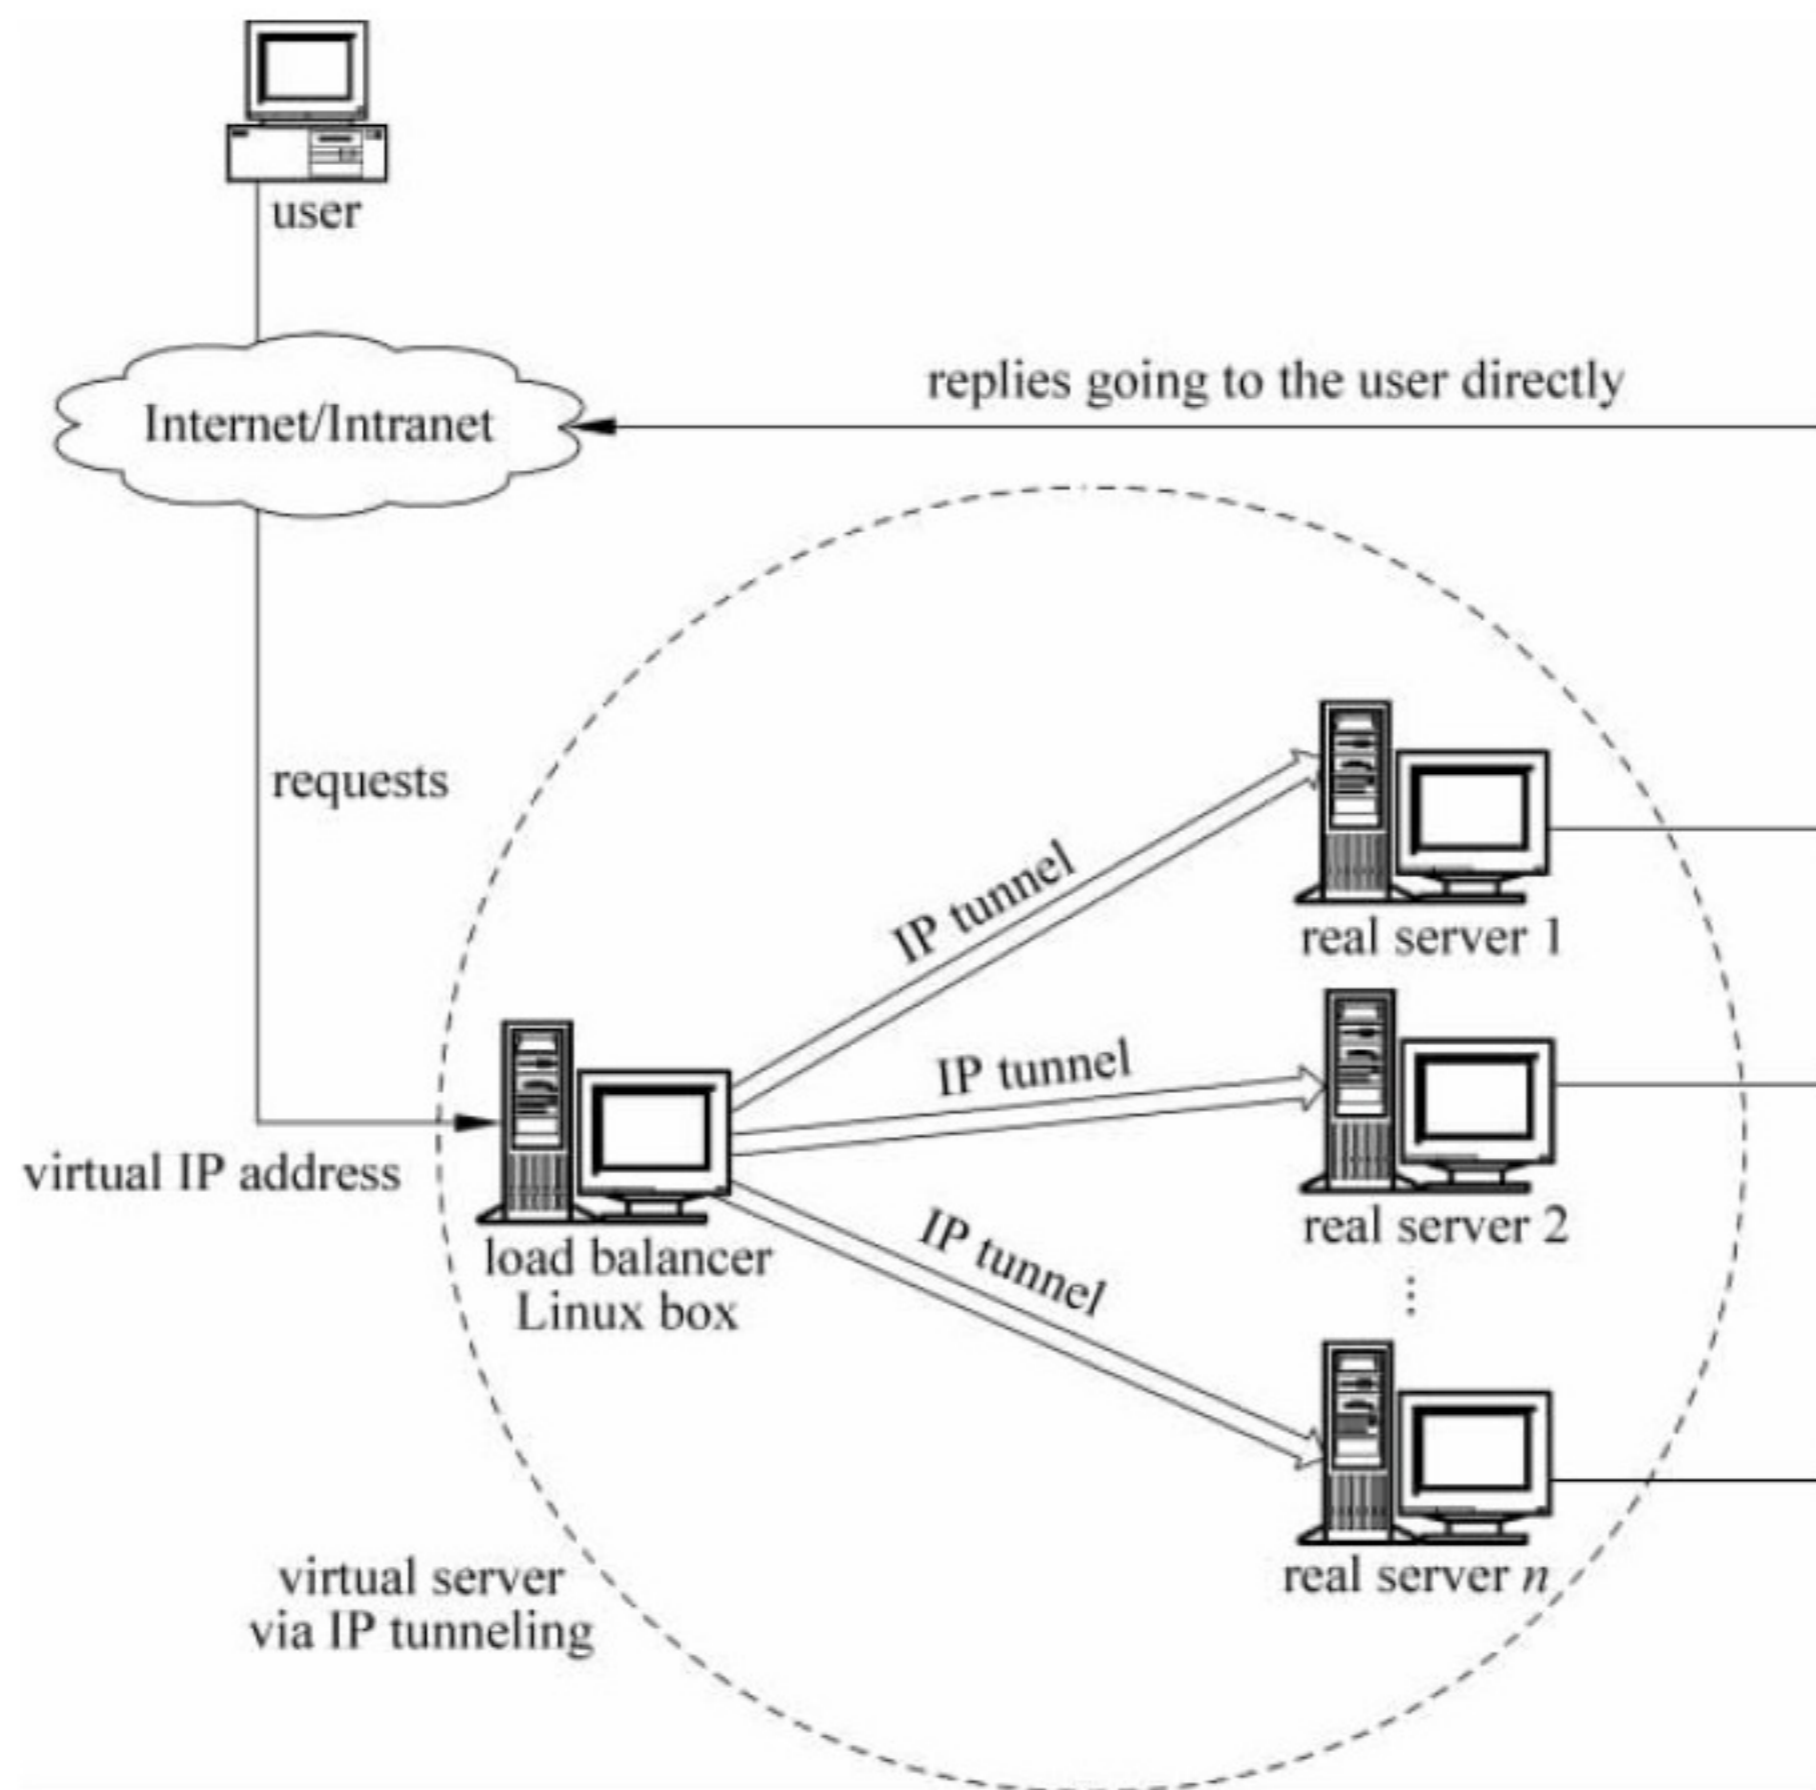 user
Internet/Intranet
replies going to the user directly
requests
IP tunnel
real server 1
IP tunnel
virtual IP address
load balancer
Linux box
real server 2
IP tunnel
⋮
real server n
virtual server
via IP tunneling